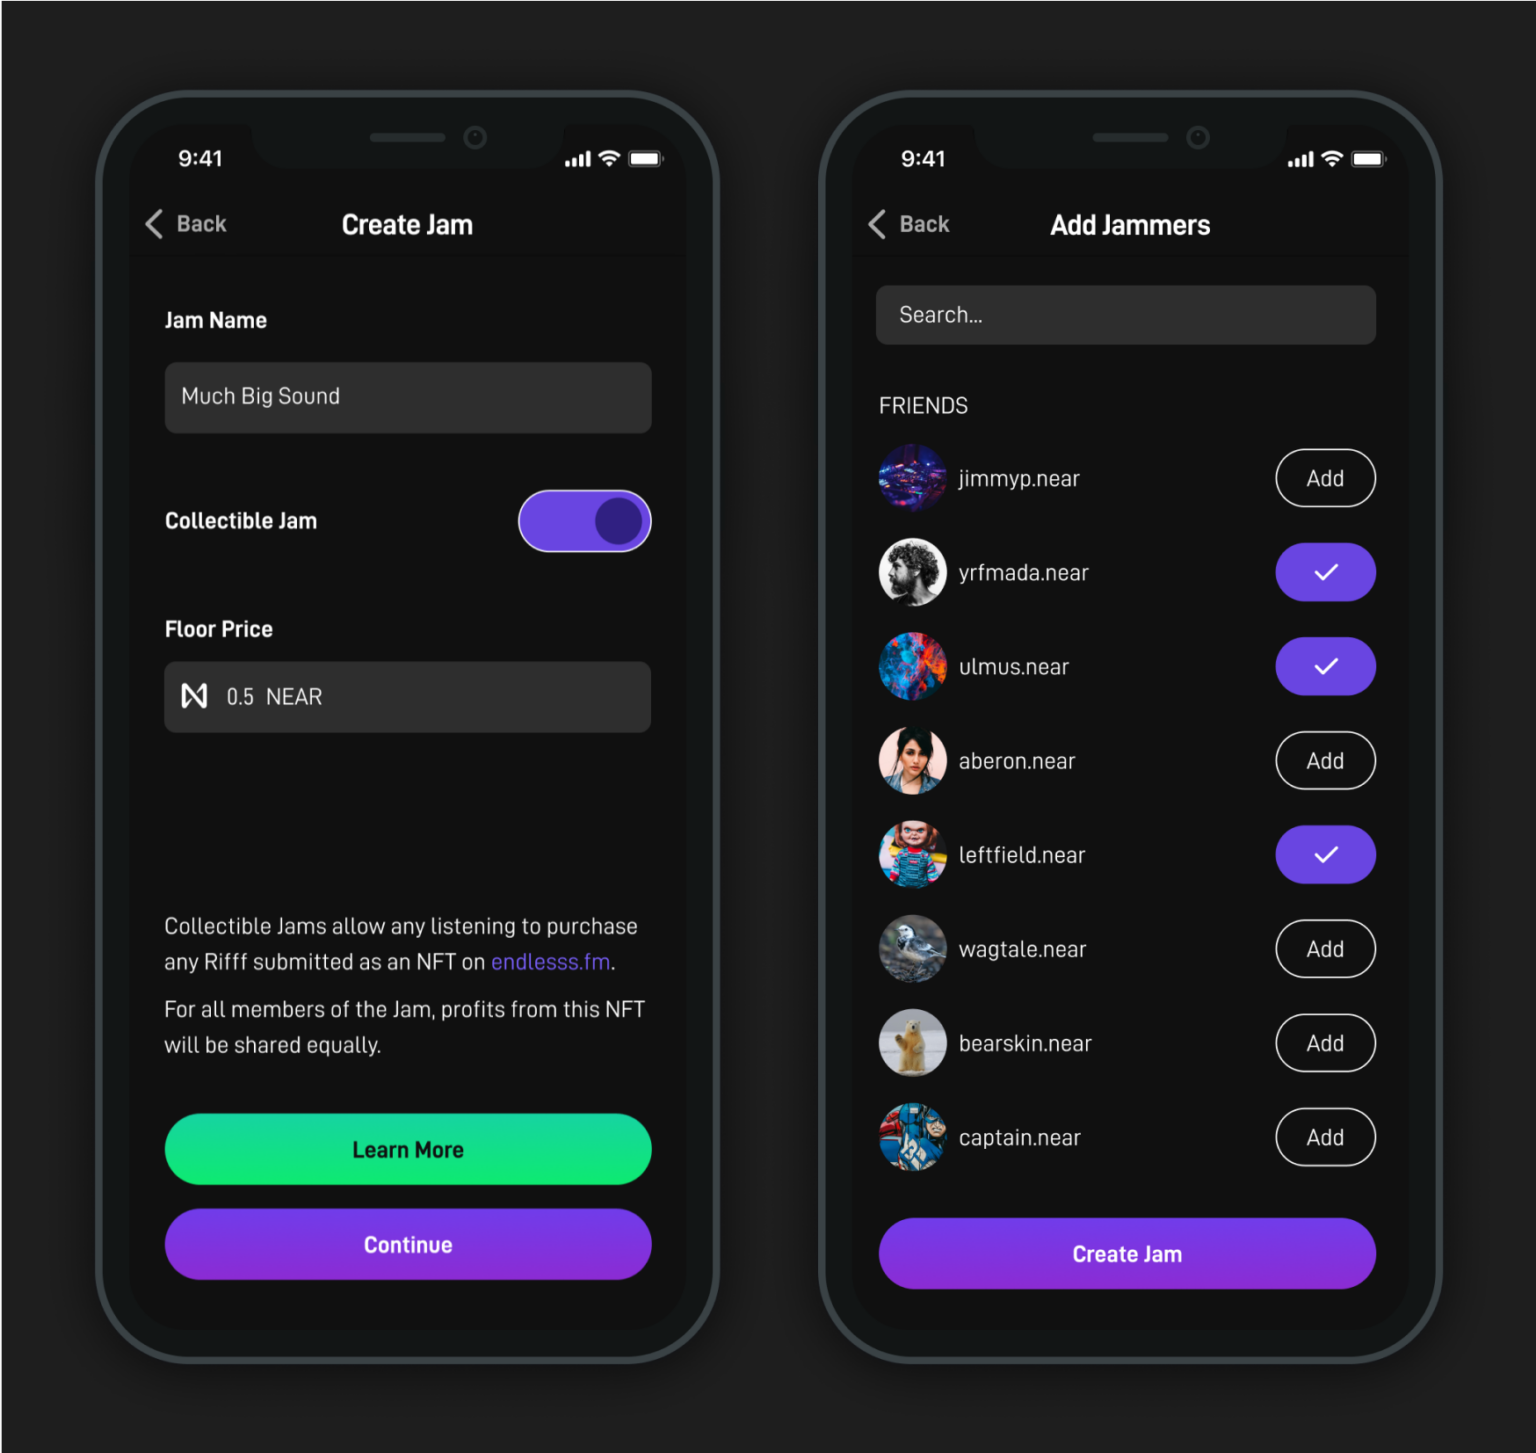 9:41
Back
Create Jam
Jam Name
Much Big Sound
Collectible Jam
Floor Price
0.5 NEAR
Collectible Jams allow any listening to purchase
any Rifff submitted as an NFT on endlesss.fm.
For all members of the Jam, profits from this NFT
will be shared equally.
Learn More
Continue
9:41
Back
Add Jammers
Search...
FRIENDS
jimmyp.near Add
yrfmada.near
ulmus.near
aberon.near Add
leftfield.near
wagtale.near Add
bearskin.near Add
captain.near Add
Create Jam